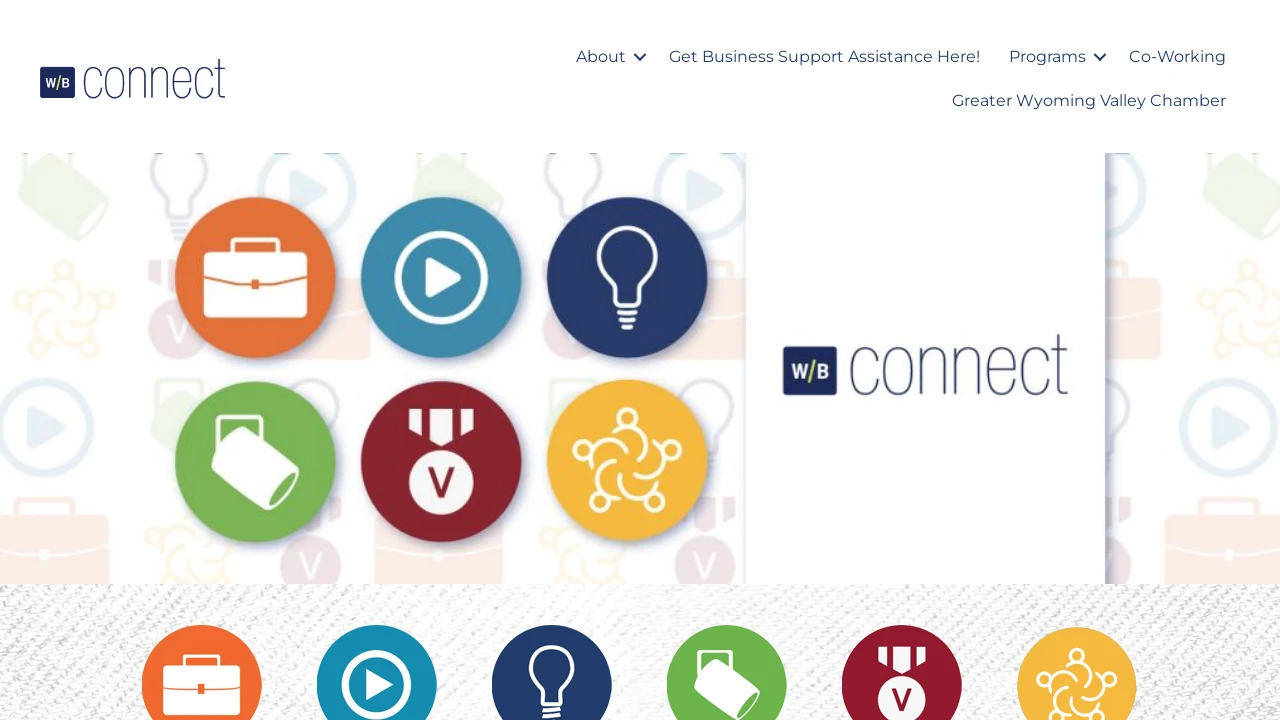 W/B connect
About
Get Business Support Assistance Here!
Programs
Co-Working
Greater Wyoming Valley Chamber
V
W/B connect
V
V
V
V